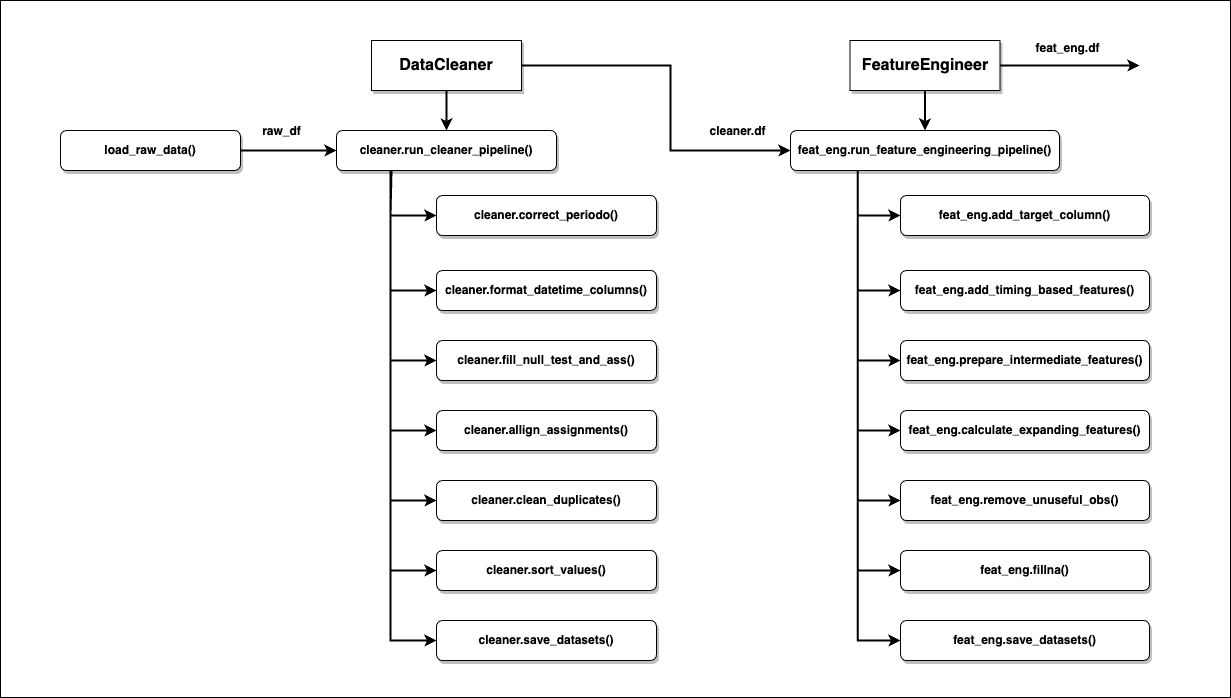 DataCleaner
FeatureEngineer
feat_eng.df
load_raw_data()
raw_df
cleaner.run_cleaner_pipeline()
cleaner.df
feat_eng.run_feature_engineering_pipeline()
cleaner.correct_periodo()
feat_eng.add_target_column()
cleaner.format_datetime_columns()
feat_eng.add_timing_based_features()
cleaner.fill_null_test_and_ass()
feat_eng.prepare_intermediate_features()
cleaner.allign_assignments()
feat_eng.calculate_expanding_features()
cleaner.clean_duplicates()
feat_eng.remove_unuseful_obs()
cleaner.sort_values()
feat_eng.fillna()
cleaner.save_datasets()
feat_eng.save_datasets()